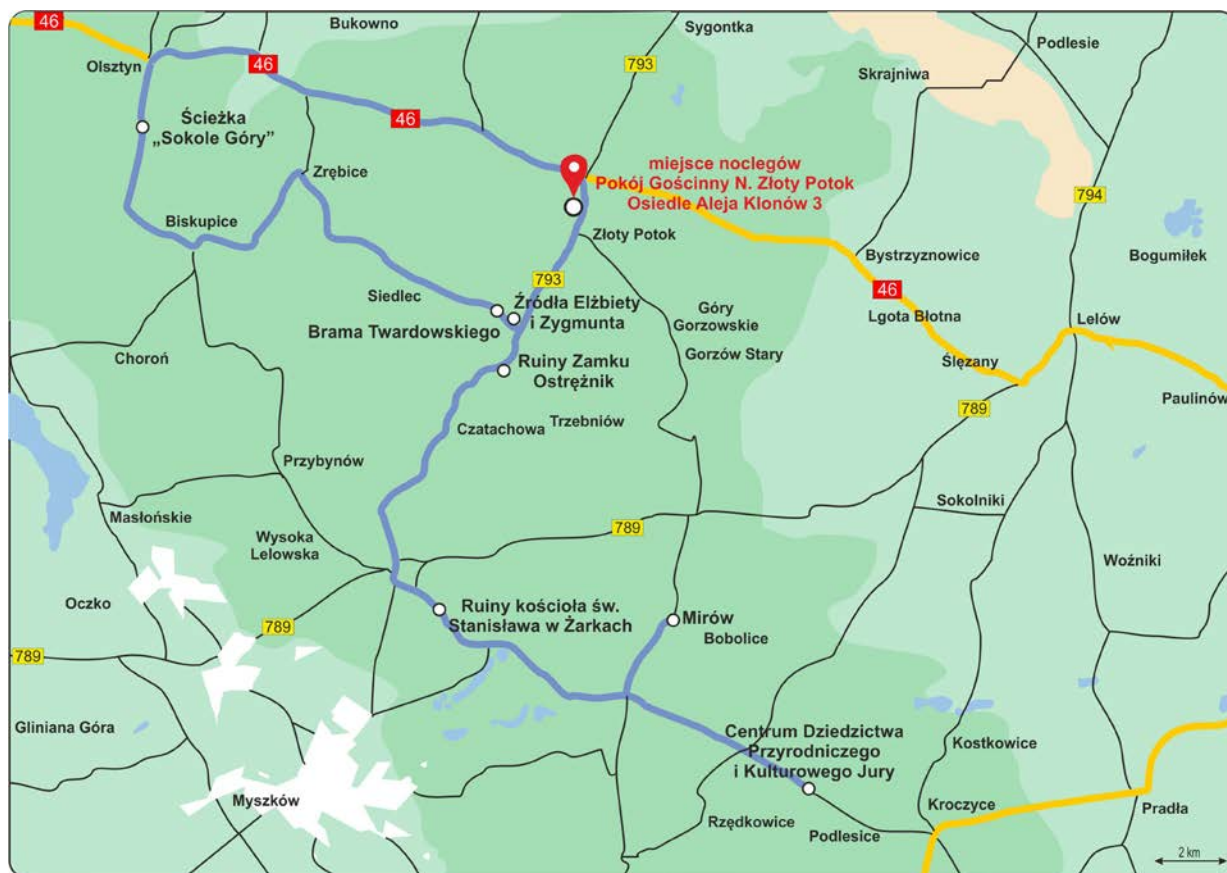 46
Bukowno
Sygontka
Podlesie
Olsztyn
46
793
Skrajniwa
Ścieżka
„Sokole Góry”
46
Zrębice
miejsce noclegów
Pokój Gościnny N. Złoty Potok
Osiedle Aleja Klonów 3
794
Biskupice
Złoty Potok
Bystrzyznowice
Bogumiłek
793
Siedlec
Źródła Elżbiety
i Zygmunta
Brama Twardowskiego
Góry
Gorzowskie
46
Lgota Błotna
Lelów
Choroń
Ruiny Zamku
Ostrężnik
Gorzów Stary
Ślęzany
Paulinów
789
Czatachowa
Trzebniów
Przybynów
Masłońskie
Sokolniki
Wysoka
Lelowska
789
Woźniki
Oczko
Ruiny kościoła św.
Stanisława w Żarkach
Mirów
Bobolice
789
789
Gliniana Góra
Centrum Dziedzictwa
Przyrodniczego
i Kulturowego Jury
Kostkowice
Myszków
Kroczyce
Pradła
Rzędkowice
Podlesice
2 km